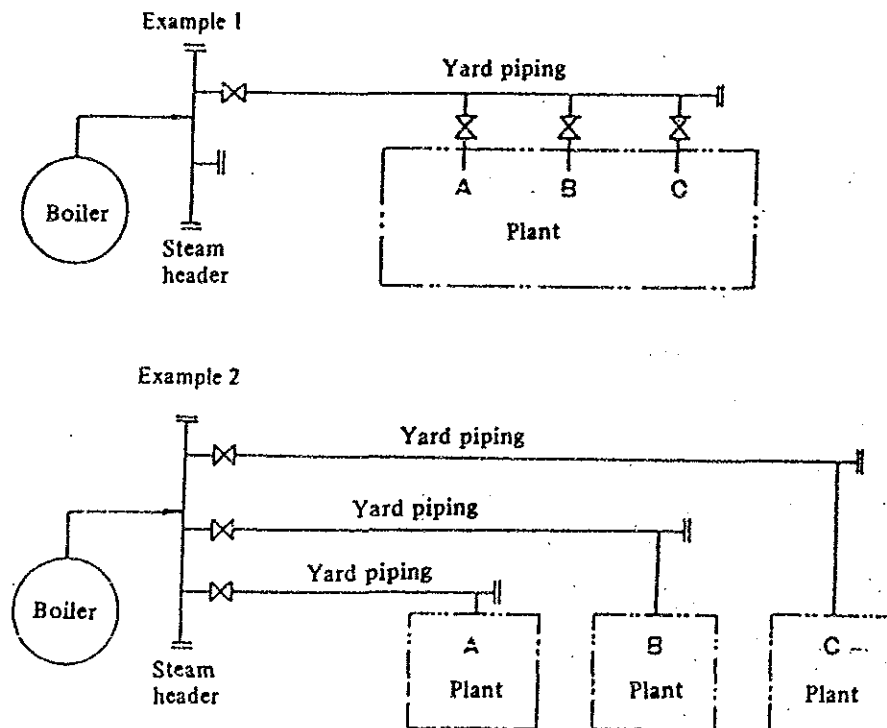 Example 1
Yard piping
Boiler
A B C
Plant
Steam
header
Example 2
Yard piping
Yard piping
Yard piping
Boiler
A B C
Plant Plant Plant
Steam
header